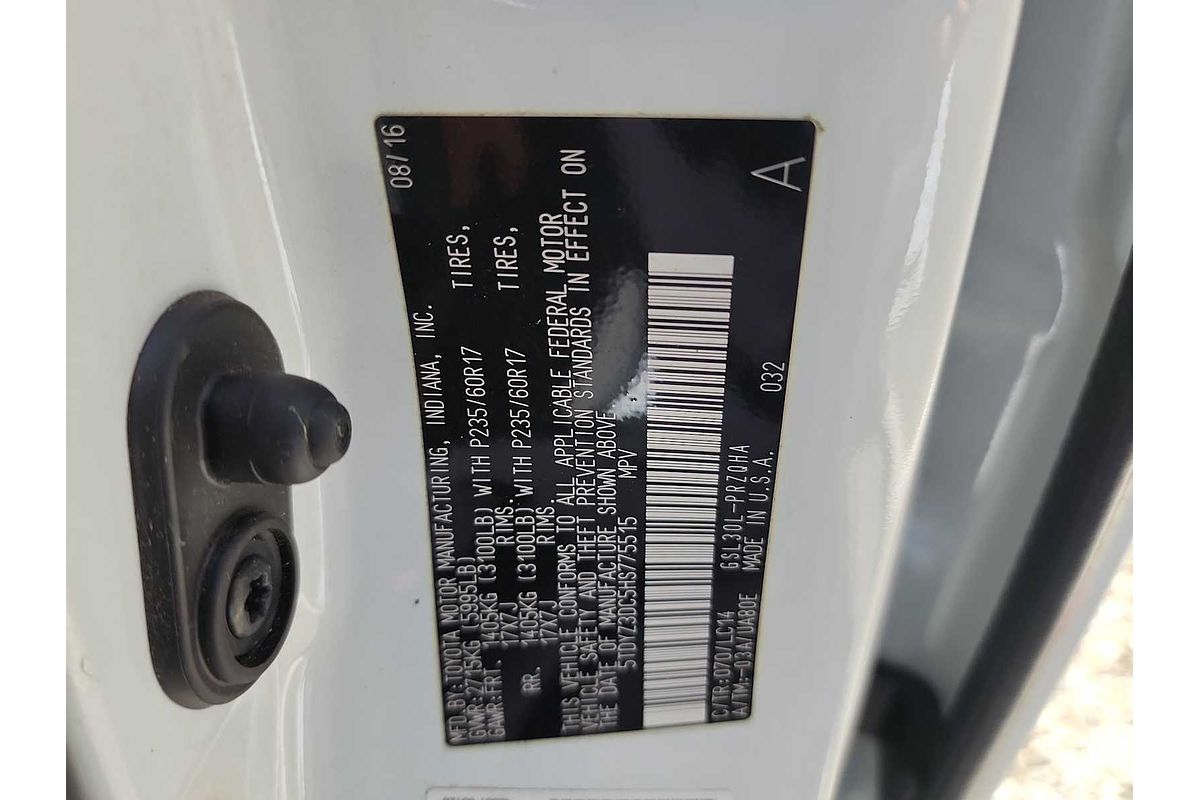 MFD. BY: TOYOTA MOTOR MANUFACTURING, INDIANA, INC. 08/16
GVWR: 2715KG (5995LB)
GAWR: FRT. 1405KG (3100LB) WITH P235/60R17 TIRES,
17X7J RIMS.
RR. 1405KG (3100LB) WITH P235/60R17 TIRES,
17X7J RIMS.
THIS VEHICLE CONFORMS TO ALL APPLICABLE FEDERAL MOTOR
VEHICLE SAFETY AND THEFT PREVENTION STANDARDS IN EFFECT ON
THE DATE OF MANUFACTURE SHOWN ABOVE.
5TDYZ3DC5HS775515 MPV
C/TR: 070/LC14 GSL30L-PRZQHA
A/TM: -03A/UA80E MADE IN U.S.A. 032
A